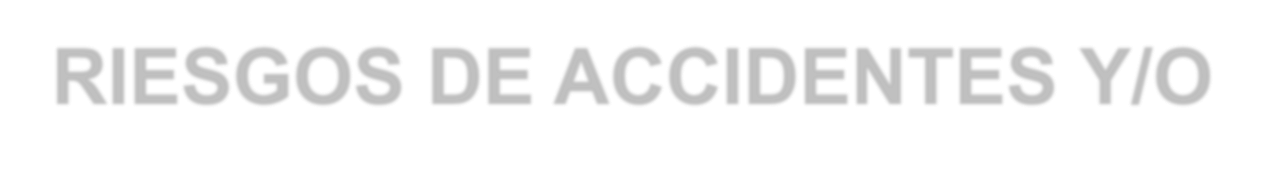 RIESGOS DE ACCIDENTES Y/O